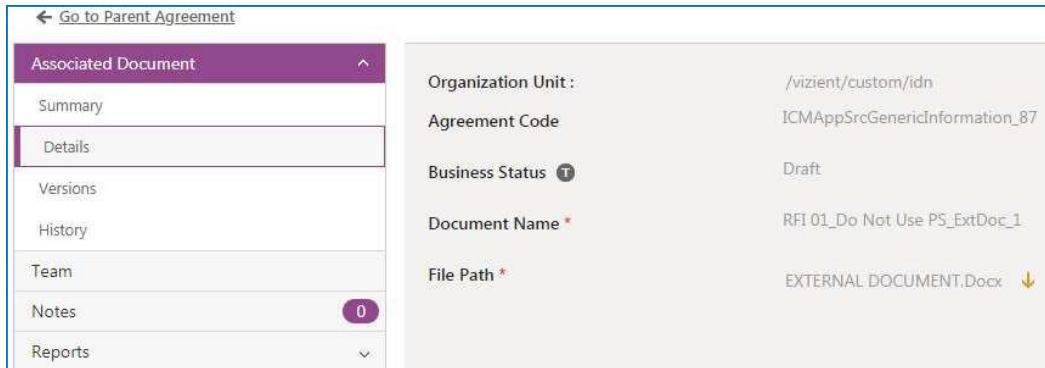 ← Go to Parent Agreement
Associated Document
Summary
Details
Versions
History
Team
Notes 0
Reports
Organization Unit : /vizient/custom/idn
Agreement Code ICMAppSrcGenericInformation_87
Business Status T Draft
Document Name * RFI 01_Do Not Use PS_ExtDoc_1
File Path * EXTERNAL DOCUMENT.Docx